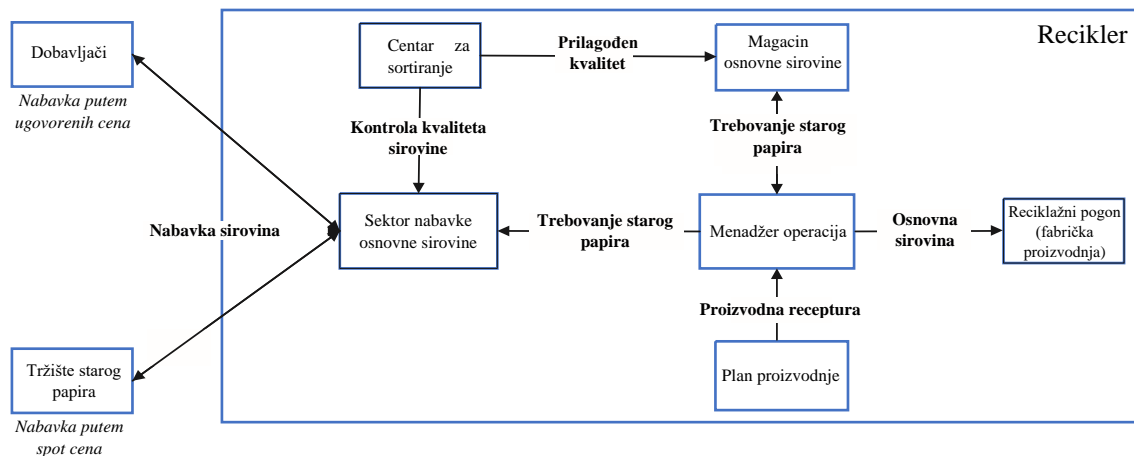 Recikler
Dobavljači
Nabavka putem
ugovorenih cena
Centar za
sortiranje
Prilagođen
kvalitet
Magacin
osnovne sirovine
Kontrola kvaliteta
sirovine
Trebovanje starog
papira
Nabavka sirovina
Sektor nabavke
osnovne sirovine
Trebovanje starog
papira
Menadžer operacija
Osnovna
sirovina
Reciklažni pogon
(fabrička
proizvodnja)
Proizvodna receptura
Tržište starog
papira
Nabavka putem
spot cena
Plan proizvodnje